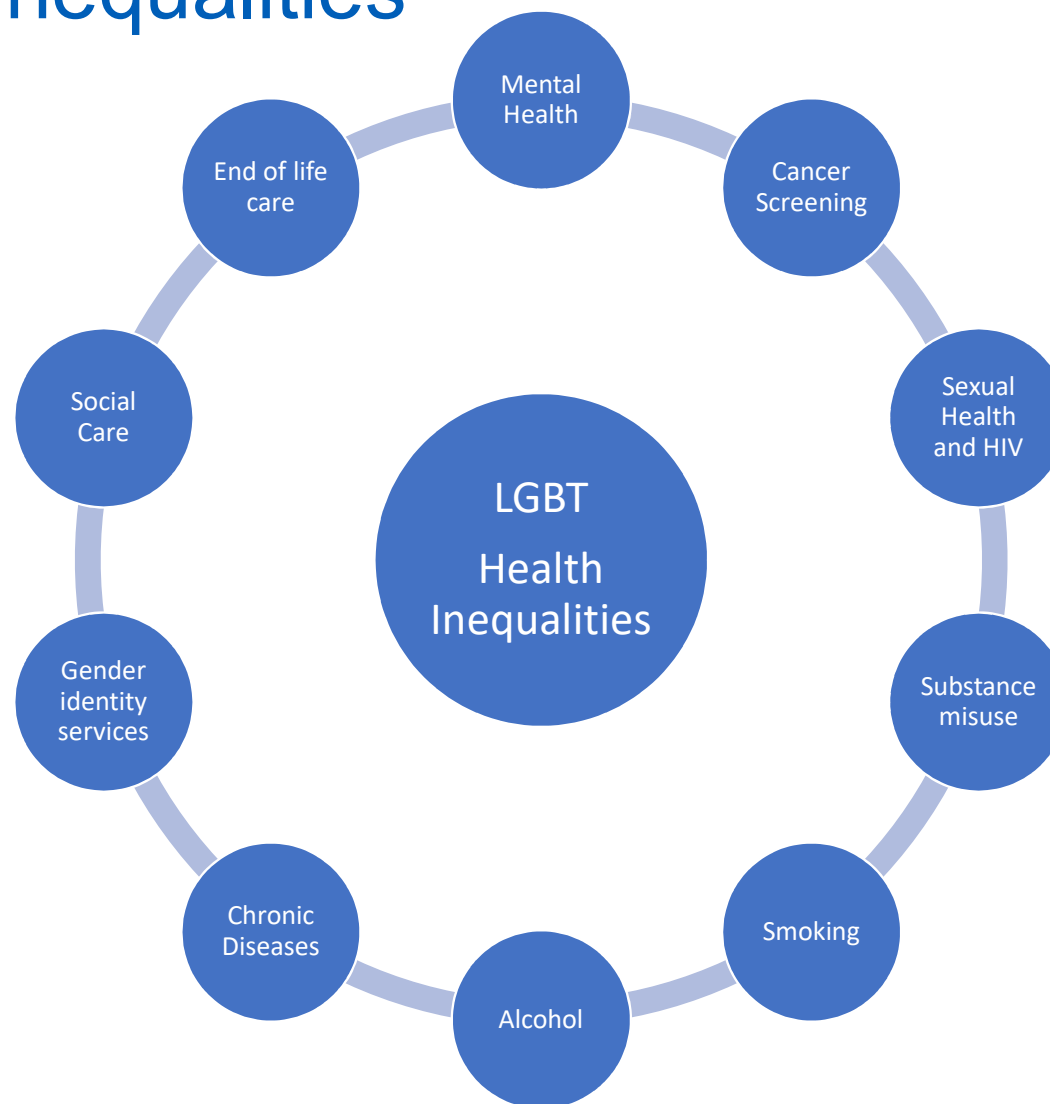 nequalities
LGBT
Health
Inequalities
Mental
Health
Cancer
Screening
Sexual
Health
and HIV
Substance
misuse
Smoking
Alcohol
Chronic
Diseases
Gender
identity
services
Social
Care
End of life
care